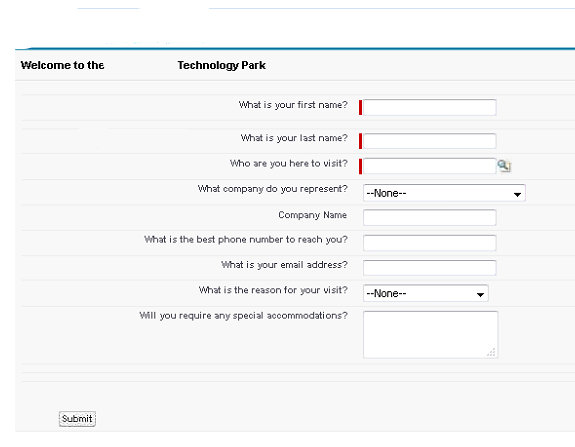 Welcome to the Technology Park
What is your first name?
What is your last name?
Who are you here to visit?
What company do you represent? --None--
Company Name
What is the best phone number to reach you?
What is your email address?
What is the reason for your visit? --None--
Will you require any special accommodations?
Submit